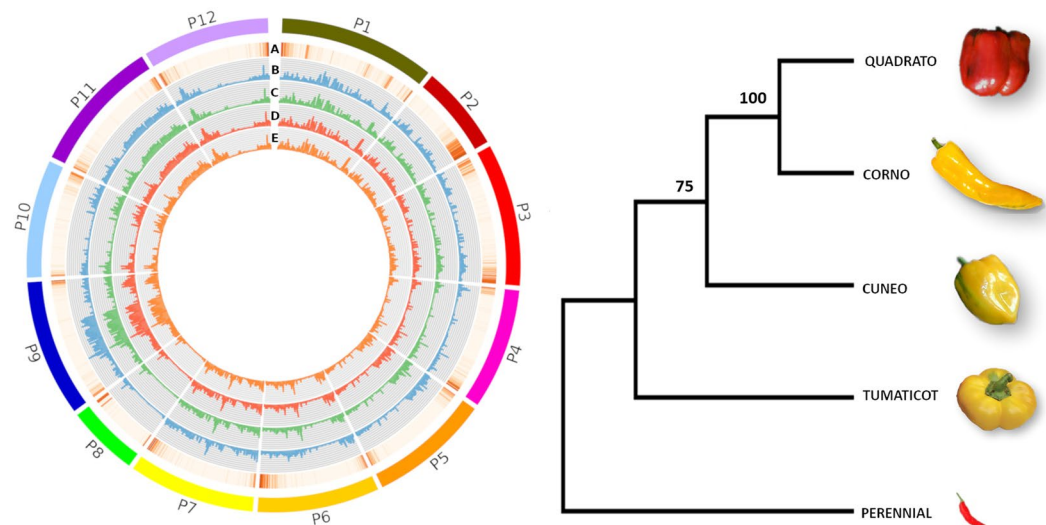 P1
P2
P3
P4
P5
P6
P7
P8
P9
P10
P11
P12
A
B
C
D
E
100
75
QUADRATO
CORNO
CUNEO
TUMATICOT
PERENNIAL